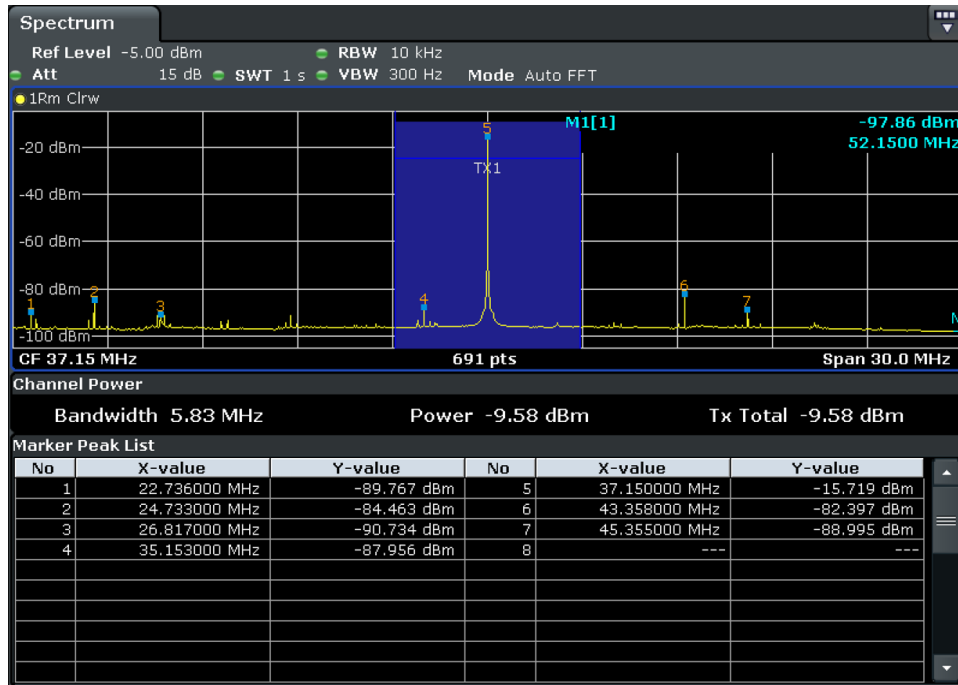 Spectrum
Ref Level -5.00 dBm RBW 10 kHz
Att 15 dB SWT 1 s VBW 300 Hz Mode Auto FFT
1Rm Clrw
5 M1[1] -97.86 dBm
-20 dBm 52.1500 MHz
TX1
-40 dBm
-60 dBm
-80 dBm
1 2 3 4 6 7
-100 dBm
CF 37.15 MHz 691 pts Span 30.0 MHz
Channel Power
Bandwidth 5.83 MHz Power -9.58 dBm Tx Total -9.58 dBm
Marker Peak List
No X-value Y-value No X-value Y-value
1 22.736000 MHz -89.767 dBm 5 37.150000 MHz -15.719 dBm
2 24.733000 MHz -84.463 dBm 6 43.358000 MHz -82.397 dBm
3 26.817000 MHz -90.734 dBm 7 45.355000 MHz -88.995 dBm
4 35.153000 MHz -87.956 dBm 8 --- ---